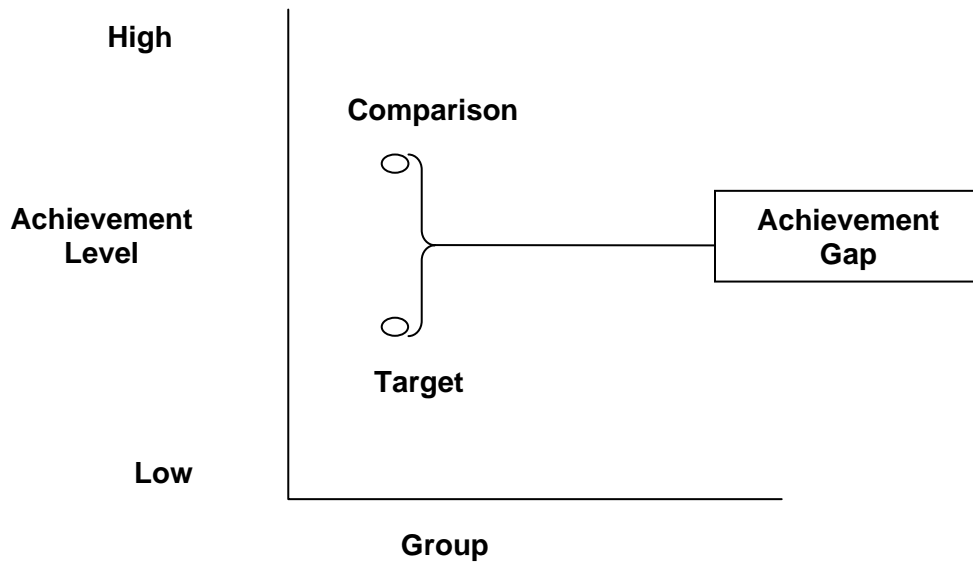 High
Comparison
Achievement
Level
Achievement
Gap
Target
Low
Group